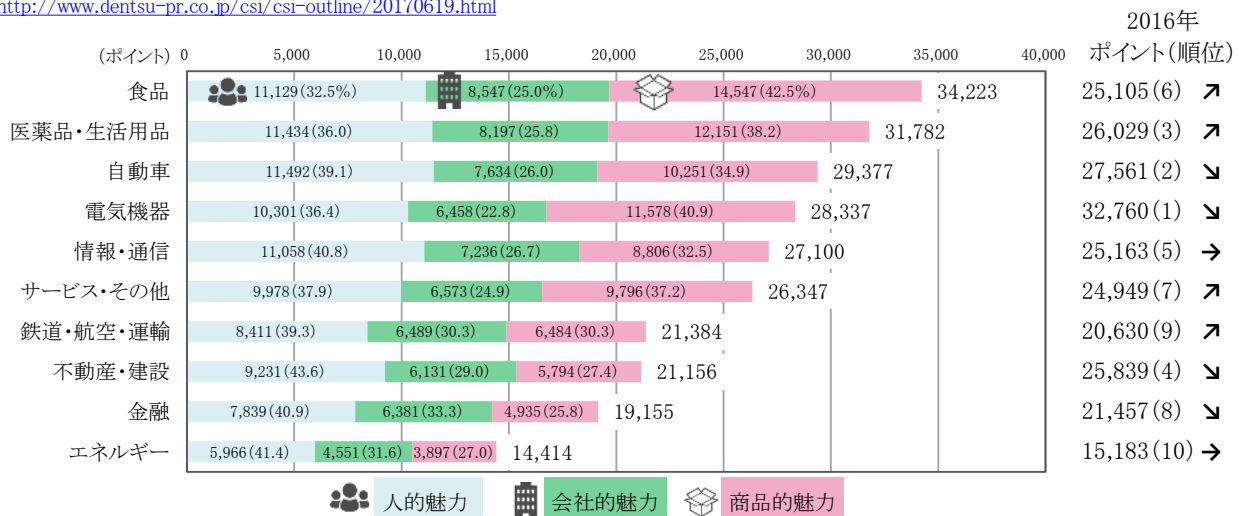 http://www.dentsu-pr.co.jp/csi/csi-outline/20170619.html
2016年
(ポイント) 0 5,000 10,000 15,000 20,000 25,000 30,000 35,000 40,000 ポイント(順位)
食品 11,129(32.5%) 8,547(25.0%) 14,547(42.5%) 34,223 25,105(6) ↗
医薬品・生活用品 11,434(36.0) 8,197(25.8) 12,151(38.2) 31,782 26,029(3) ↗
自動車 11,492(39.1) 7,634(26.0) 10,251(34.9) 29,377 27,561(2) ↘
電気機器 10,301(36.4) 6,458(22.8) 11,578(40.9) 28,337 32,760(1) ↘
情報・通信 11,058(40.8) 7,236(26.7) 8,806(32.5) 27,100 25,163(5) →
サービス・その他 9,978(37.9) 6,573(24.9) 9,796(37.2) 26,347 24,949(7) ↗
鉄道・航空・運輸 8,411(39.3) 6,489(30.3) 6,484(30.3) 21,384 20,630(9) ↗
不動産・建設 9,231(43.6) 6,131(29.0) 5,794(27.4) 21,156 25,839(4) ↘
金融 7,839(40.9) 6,381(33.3) 4,935(25.8) 19,155 21,457(8) ↘
エネルギー 5,966(41.4) 4,551(31.6) 3,897(27.0) 14,414 15,183(10) →
人的魅力 会社的魅力 商品的魅力